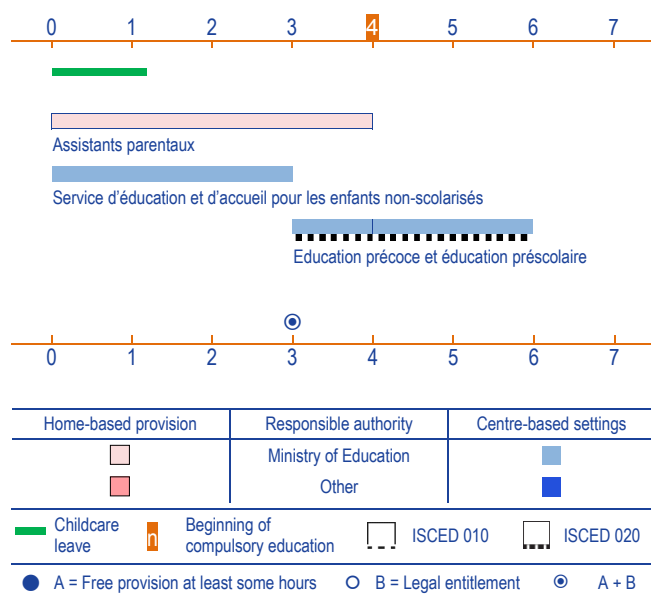 0 1 2 3 4 5 6 7
Assistants parentaux
Service d'éducation et d'accueil pour les enfants non-scolarisés
Education précoce et éducation préscolaire
0 1 2 3 4 5 6 7
Home-based provision Responsible authority Centre-based settings
Ministry of Education
Other
Childcare leave
n
Beginning of compulsory education
ISCED 010
ISCED 020
A = Free provision at least some hours
B = Legal entitlement
A + B